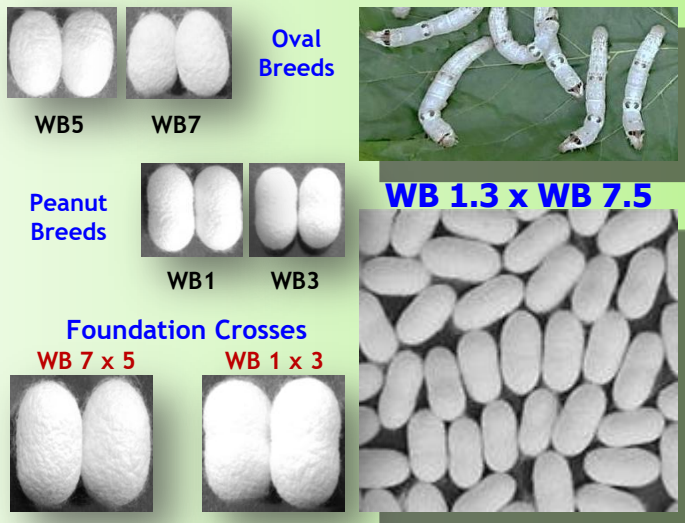 Oval
Breeds
WB5
WB7
Peanut
Breeds
WB1
WB3
WB 1.3 x WB 7.5
Foundation Crosses
WB 7 x 5
WB 1 x 3